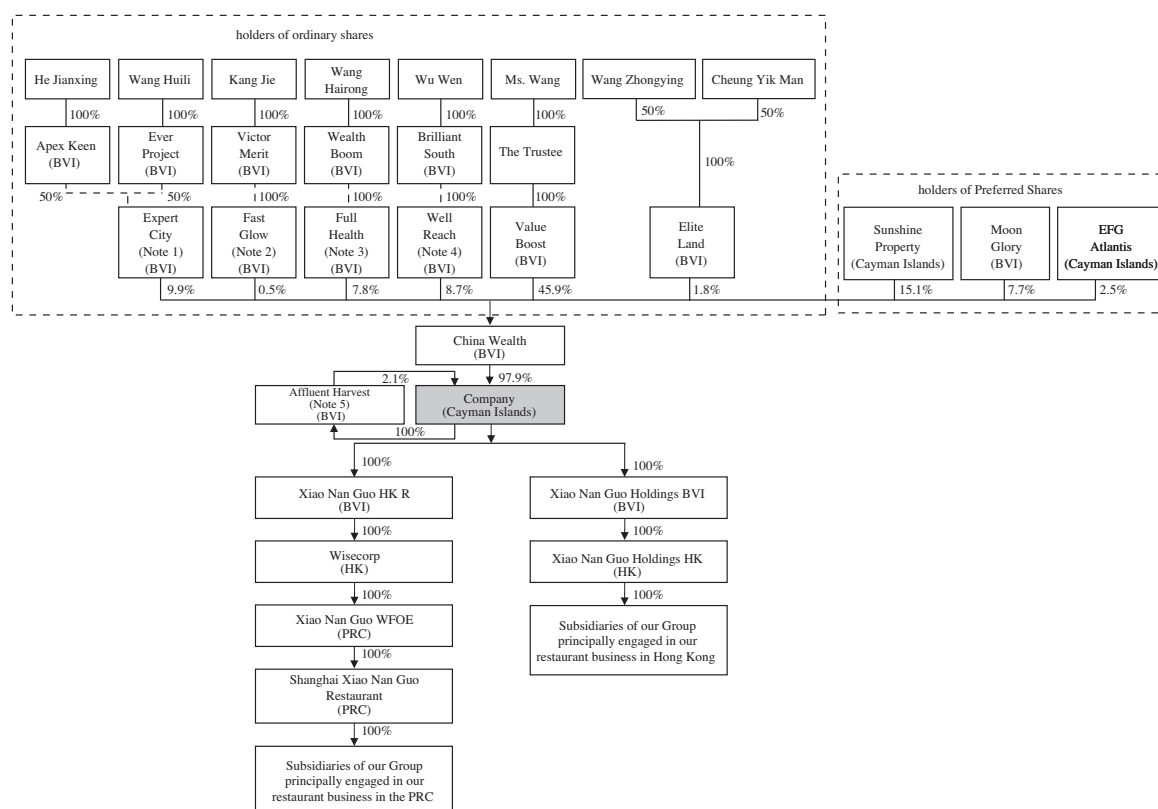 holders of ordinary shares
He Jianxing
Wang Huili
Kang Jie
Wang
Hairong
Wu Wen
Ms. Wang
Wang Zhongying
Cheung Yik Man
100%
100%
100%
100%
100%
100%
50%
50%
Apex Keen
(BVI)
Ever
Project
(BVI)
Victor
Merit
(BVI)
Wealth
Boom
(BVI)
Brilliant
South
(BVI)
The Trustee
100%
50%
50%
100%
100%
100%
100%
holders of Preferred Shares
Expert
City
(Note 1)
(BVI)
Fast
Glow
(Note 2)
(BVI)
Full
Health
(Note 3)
(BVI)
Well
Reach
(Note 4)
(BVI)
Value
Boost
(BVI)
Elite
Land
(BVI)
Sunshine
Property
(Cayman Islands)
Moon
Glory
(BVI)
EFG
Atlantis
(Cayman Islands)
9.9%
0.5%
7.8%
8.7%
45.9%
1.8%
15.1%
7.7%
2.5%
China Wealth
(BVI)
2.1%
97.9%
Affluent Harvest
(Note 5)
(BVI)
Company
(Cayman Islands)
100%
100%
100%
Xiao Nan Guo HK R
(BVI)
Xiao Nan Guo Holdings BVI
(BVI)
100%
100%
Wisecorp
(HK)
Xiao Nan Guo Holdings HK
(HK)
100%
100%
Xiao Nan Guo WFOE
(PRC)
Subsidiaries of our Group
principally engaged in our
restaurant business in Hong Kong
100%
Shanghai Xiao Nan Guo
Restaurant
(PRC)
100%
Subsidiaries of our Group
principally engaged in our
restaurant business in the PRC